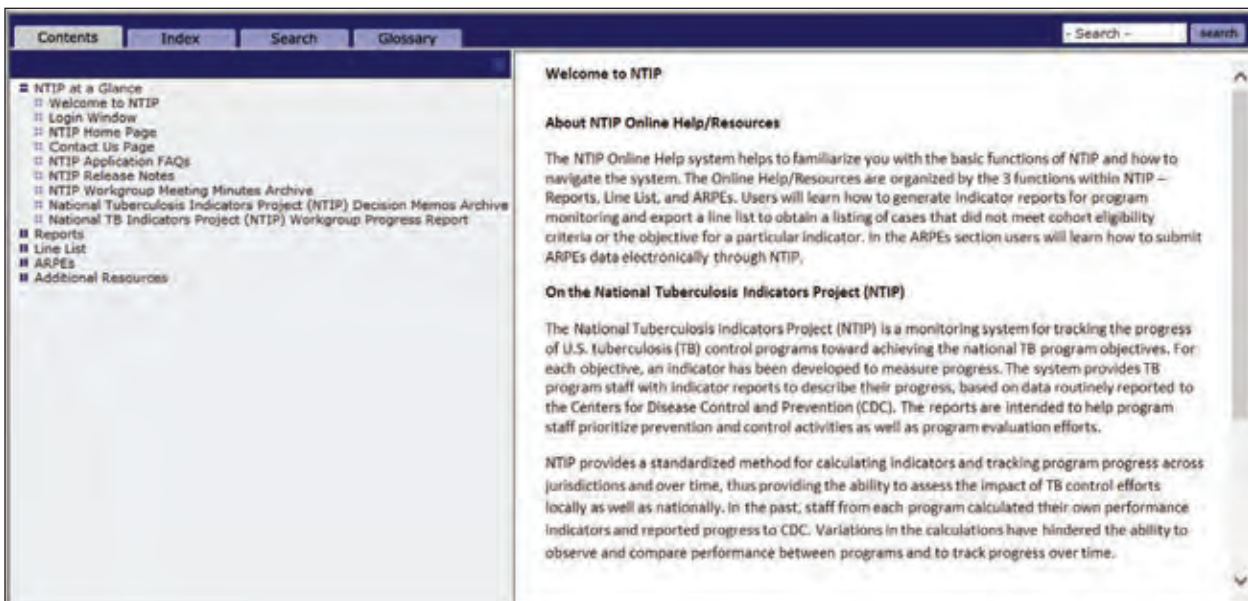 Contents
Index
Search
Glossary
- Search -
search
NTIP at a Glance
Welcome to NTIP
Login Window
NTIP Home Page
Contact Us Page
NTIP Application FAQs
NTIP Release Notes
NTIP Workgroup Meeting Minutes Archive
National Tuberculosis Indicators Project (NTIP) Decision Memos Archive
National TB Indicators Project (NTIP) Workgroup Progress Report
Reports
Line List
ARPEs
Additional Resources
Welcome to NTIP
About NTIP Online Help/Resources
The NTIP Online Help system helps to familiarize you with the basic functions of NTIP and how to
navigate the system. The Online Help/Resources are organized by the 3 functions within NTIP –
Reports, Line List, and ARPEs. Users will learn how to generate indicator reports for program
monitoring and export a line list to obtain a listing of cases that did not meet cohort eligibility
criteria or the objective for a particular indicator. In the ARPEs section users will learn how to submit
ARPEs data electronically through NTIP.
On the National Tuberculosis Indicators Project (NTIP)
The National Tuberculosis Indicators Project (NTIP) is a monitoring system for tracking the progress
of U.S. tuberculosis (TB) control programs toward achieving the national TB program objectives. For
each objective, an indicator has been developed to measure progress. The system provides TB
program staff with indicator reports to describe their progress, based on data routinely reported to
the Centers for Disease Control and Prevention (CDC). The reports are intended to help program
staff prioritize prevention and control activities as well as program evaluation efforts.
NTIP provides a standardized method for calculating indicators and tracking program progress across
jurisdictions and over time, thus providing the ability to assess the impact of TB control efforts
locally as well as nationally. In the past, staff from each program calculated their own performance
indicators and reported progress to CDC. Variations in the calculations have hindered the ability to
observe and compare performance between programs and to track progress over time.